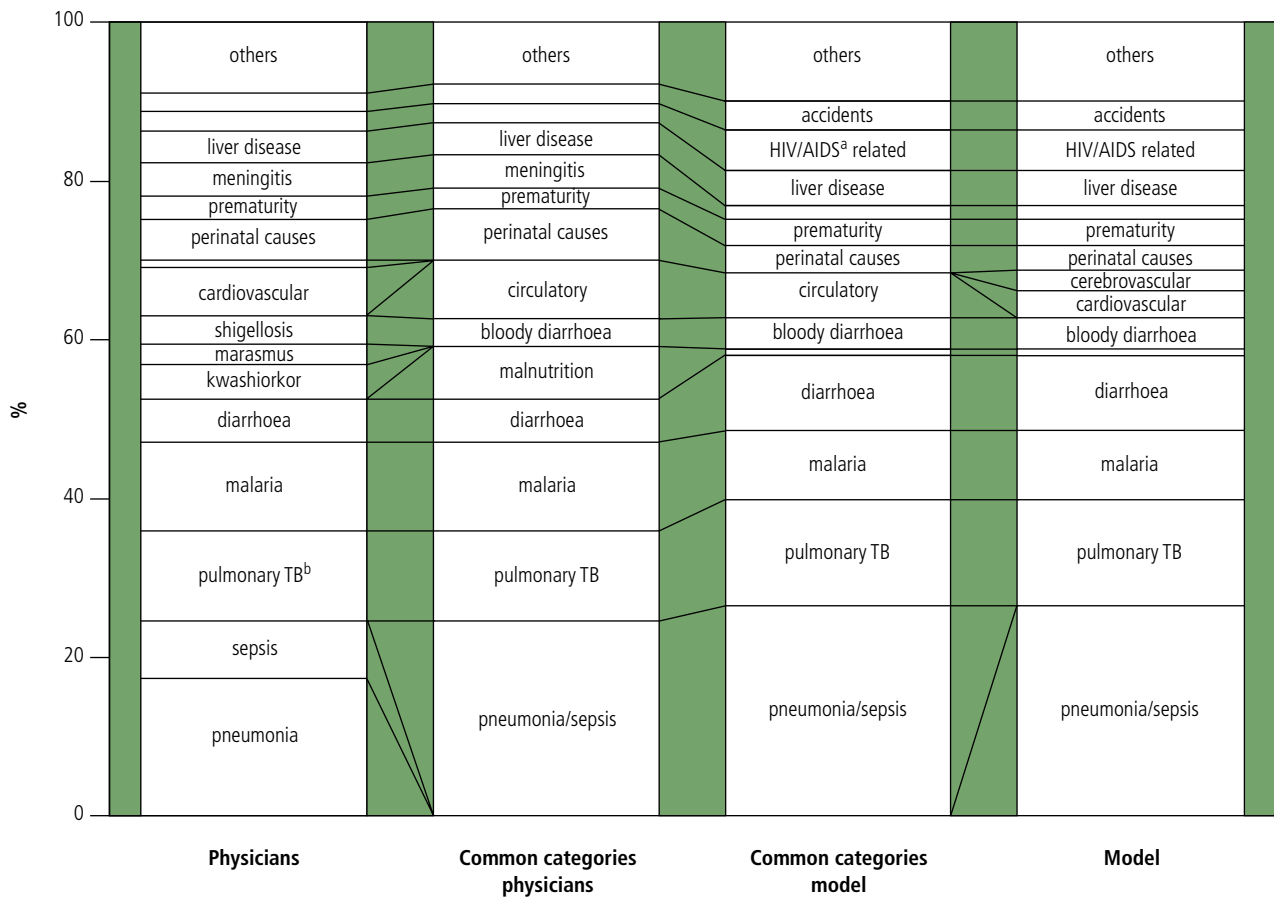 100
80
60
40
20
0
%
others
liver disease
meningitis
prematurity
perinatal causes
cardiovascular
shigellosis
marasmus
kwashiorkor
diarrhoea
malaria
pulmonary TBb
sepsis
pneumonia
Physicians
others
liver disease
meningitis
prematurity
perinatal causes
circulatory
bloody diarrhoea
malnutrition
diarrhoea
malaria
pulmonary TB
pneumonia/sepsis
Common categories
physicians
others
accidents
HIV/AIDSa related
liver disease
prematurity
perinatal causes
circulatory
bloody diarrhoea
diarrhoea
malaria
pulmonary TB
pneumonia/sepsis
Common categories
model
others
accidents
HIV/AIDS related
liver disease
prematurity
perinatal causes
cerebrovascular
cardiovascular
bloody diarrhoea
diarrhoea
malaria
pulmonary TB
pneumonia/sepsis
Model